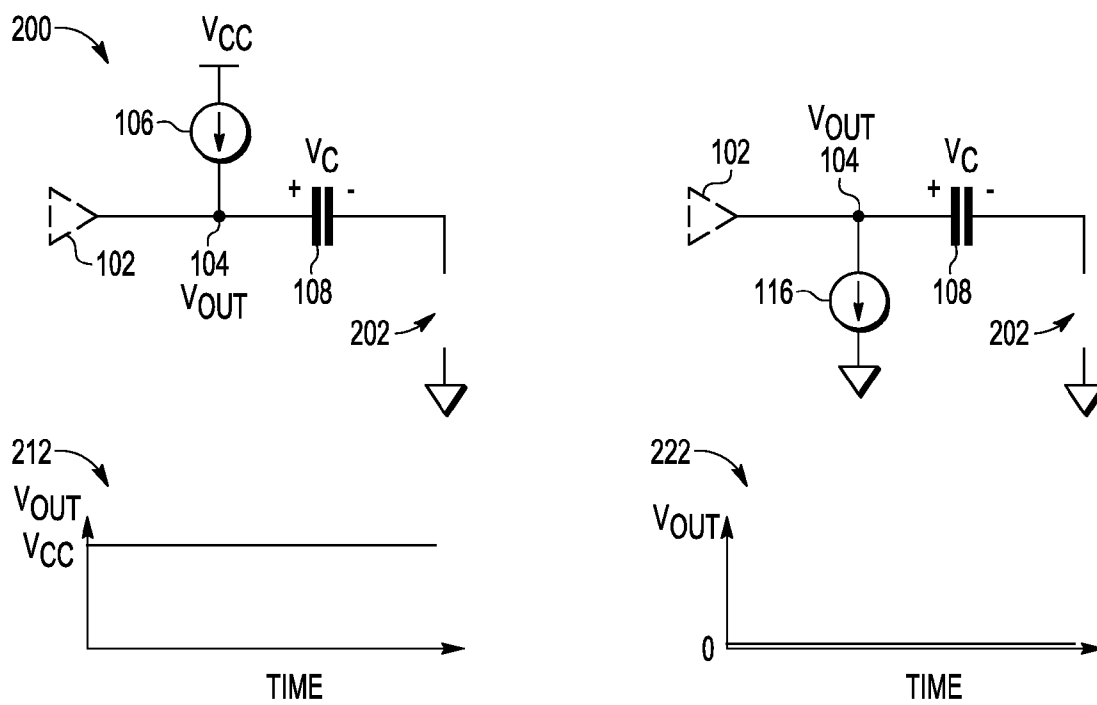 200
VCC
106
+ VC -
102
104
VOUT
108
202
VOUT
104
102
+ VC -
116
108
202
212
VOUT
VCC
TIME
222
VOUT
0
TIME